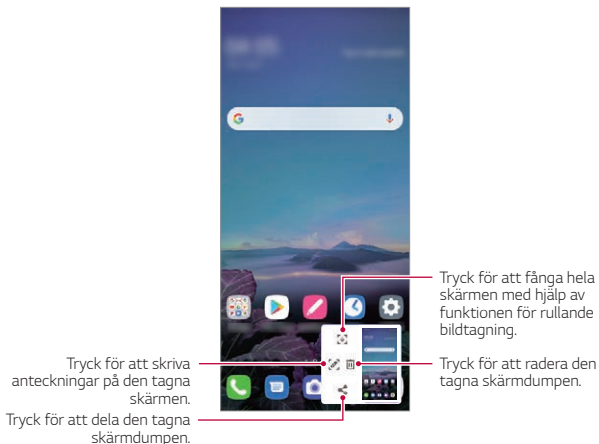 Tryck för att fånga hela
skärmen med hjälp av
funktionen för rullande
bildtagning.
Tryck för att skriva
anteckningar på den tagna
skärmen.
Tryck för att radera den
tagna skärmdumpen.
Tryck för att dela den tagna
skärmdumpen.